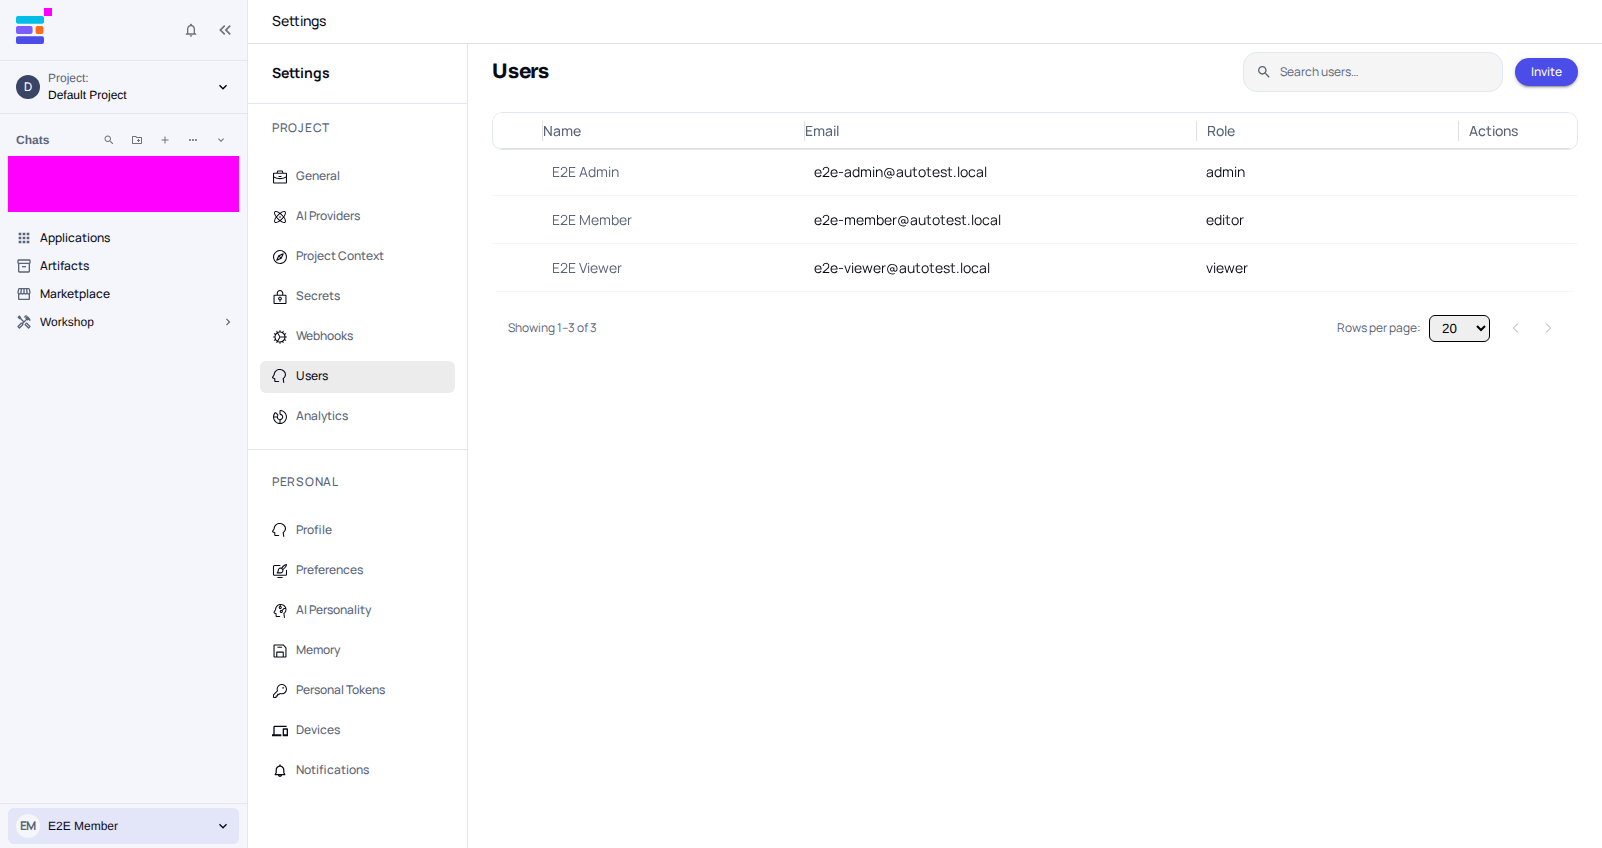 Settings
D
Project:
Default Project
Chats
Applications
Artifacts
Marketplace
Workshop
EM
E2E Member
Settings
PROJECT
General
AI Providers
Project Context
Secrets
Webhooks
Users
Analytics
PERSONAL
Profile
Preferences
AI Personality
Memory
Personal Tokens
Devices
Notifications
Users
Search users...
Invite
Name Email Role Actions
E2E Admin e2e-admin@autotest.local admin
E2E Member e2e-member@autotest.local editor
E2E Viewer e2e-viewer@autotest.local viewer
Showing 1–3 of 3
Rows per page: 20